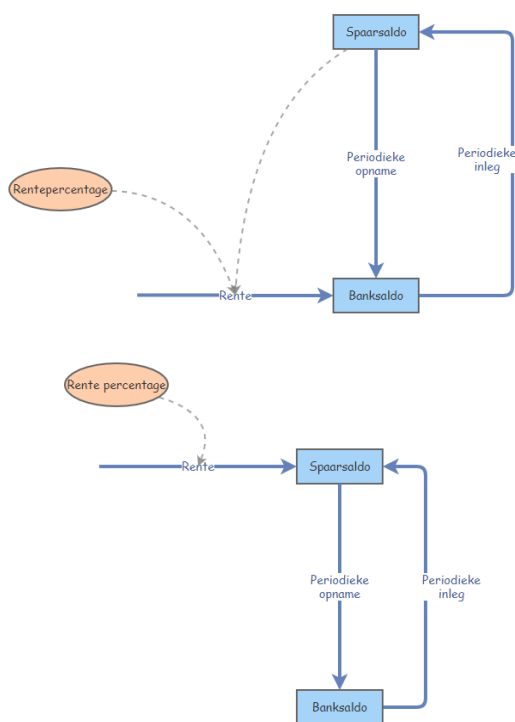 Spaarsaldo
Periodieke
opname
Periodieke
inleg
Rentepercentage
Rente
Banksaldo
Rente percentage
Rente
Spaarsaldo
Periodieke
opname
Periodieke
inleg
Banksaldo